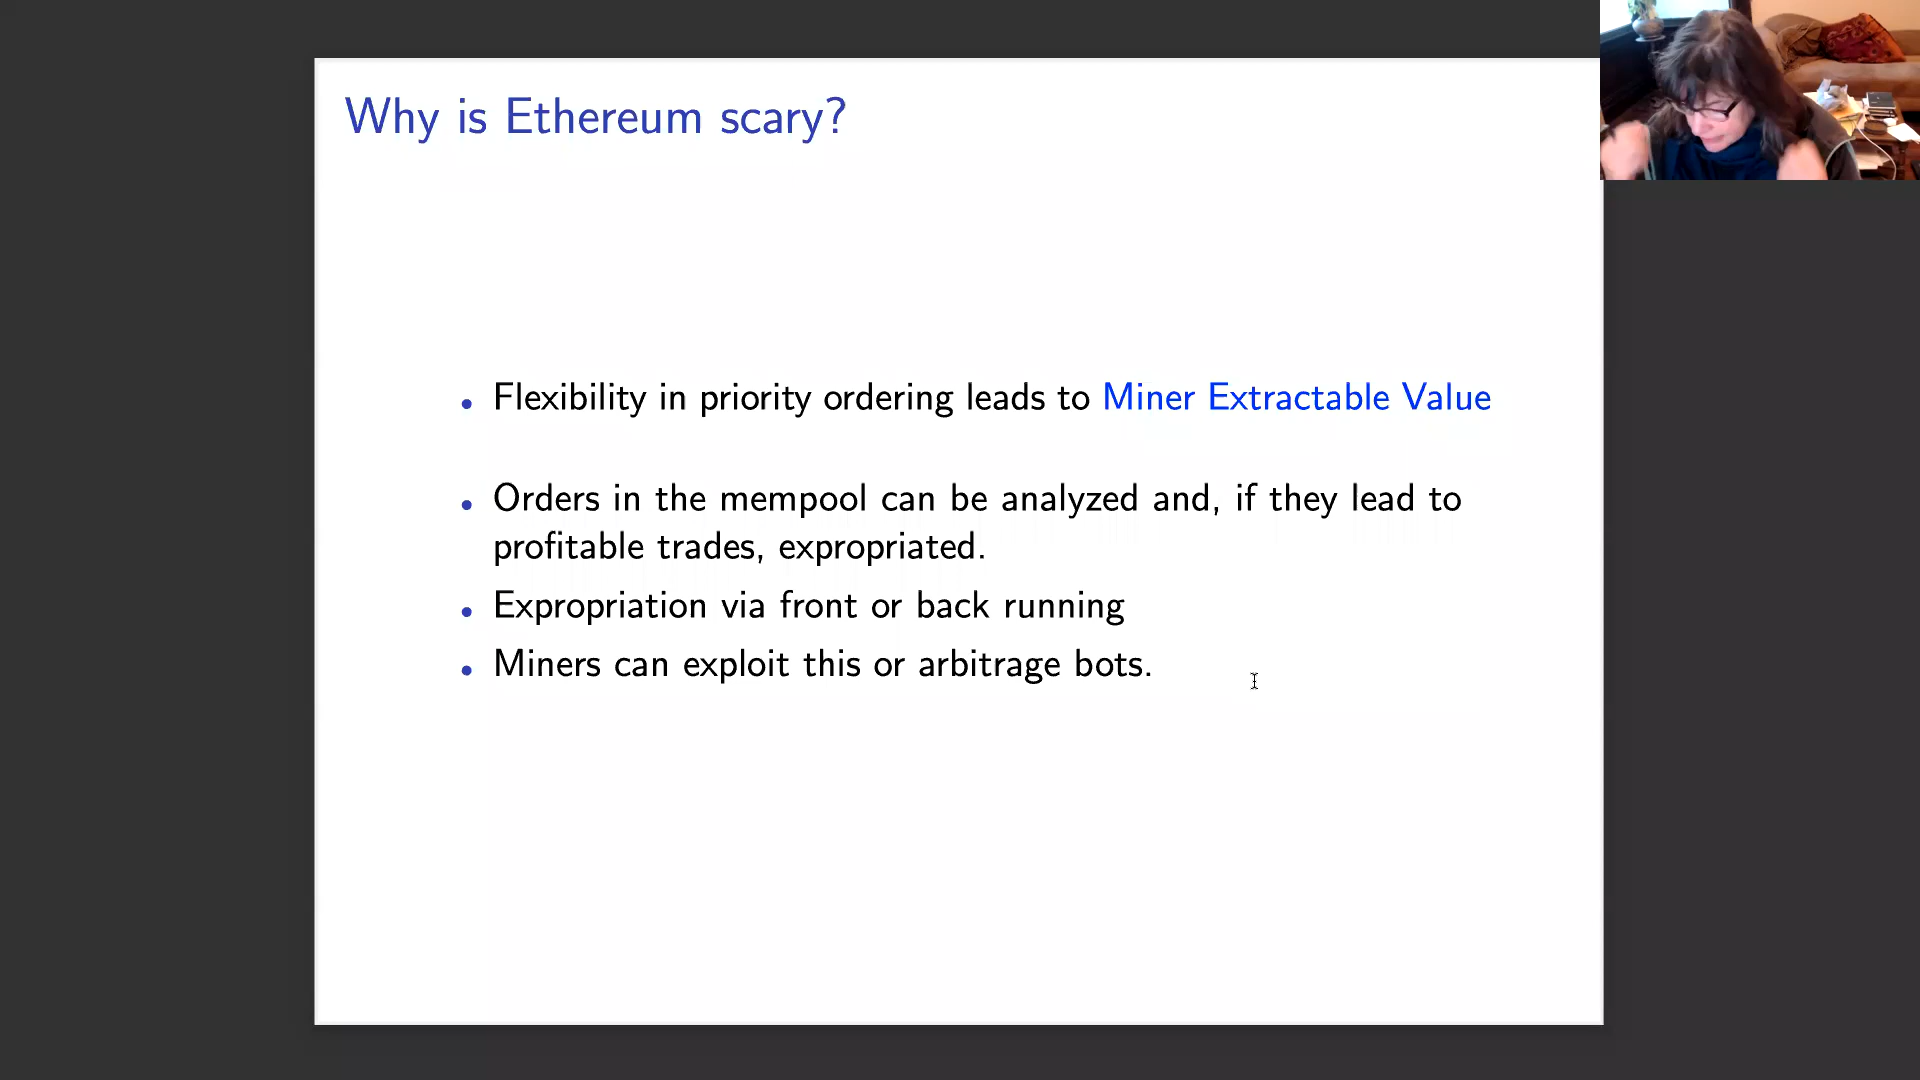 Why is Ethereum scary?
• Flexibility in priority ordering leads to Miner Extractable Value
• Orders in the mempool can be analyzed and, if they lead to
profitable trades, expropriated.
• Expropriation via front or back running
• Miners can exploit this or arbitrage bots.